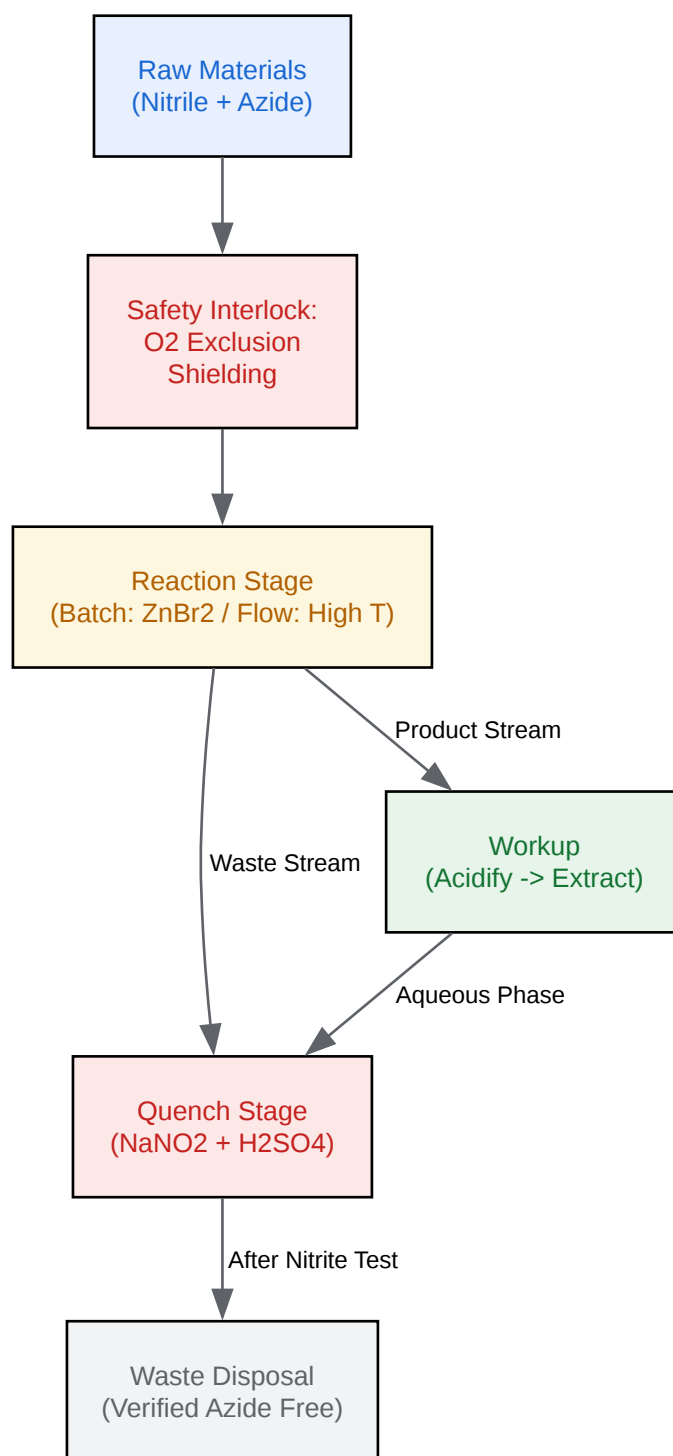 Raw Materials
(Nitrile + Azide)
Safety Interlock:
O2 Exclusion
Shielding
Reaction Stage
(Batch: ZnBr2 / Flow: High T)
Product Stream
Workup
(Acidify -> Extract)
Waste Stream
Aqueous Phase
Quench Stage
(NaNO2 + H2SO4)
After Nitrite Test
Waste Disposal
(Verified Azide Free)